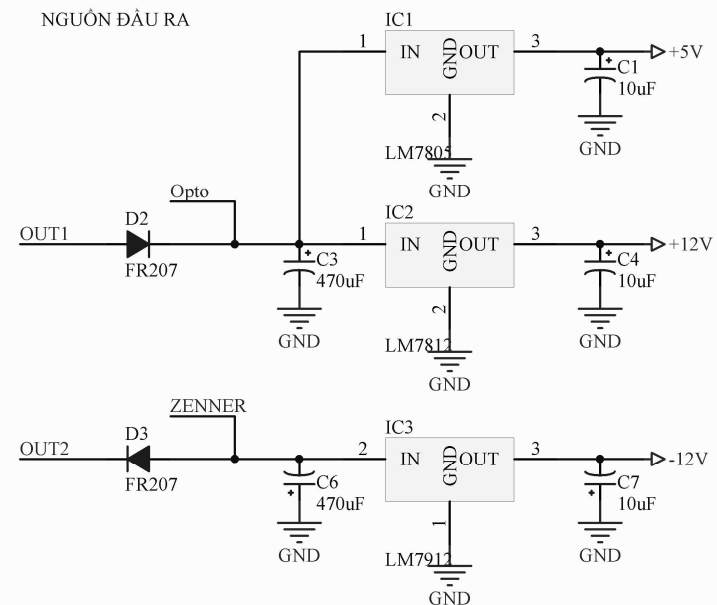 NGUỒN ĐẦU RA
IC1
1 IN GND OUT 3 +5V
C1
10uF
2
GND
LM7805
GND
Opto
IC2
D2
OUT1 1 IN GND OUT 3 +12V
C3 C4
FR207 470uF 10uF
2
GND GND
LM7812
GND
ZENNER
IC3
D3
OUT2 2 IN GND OUT 3 -12V
C6 C7
FR207 470uF 10uF
1
GND GND
LM7912
GND